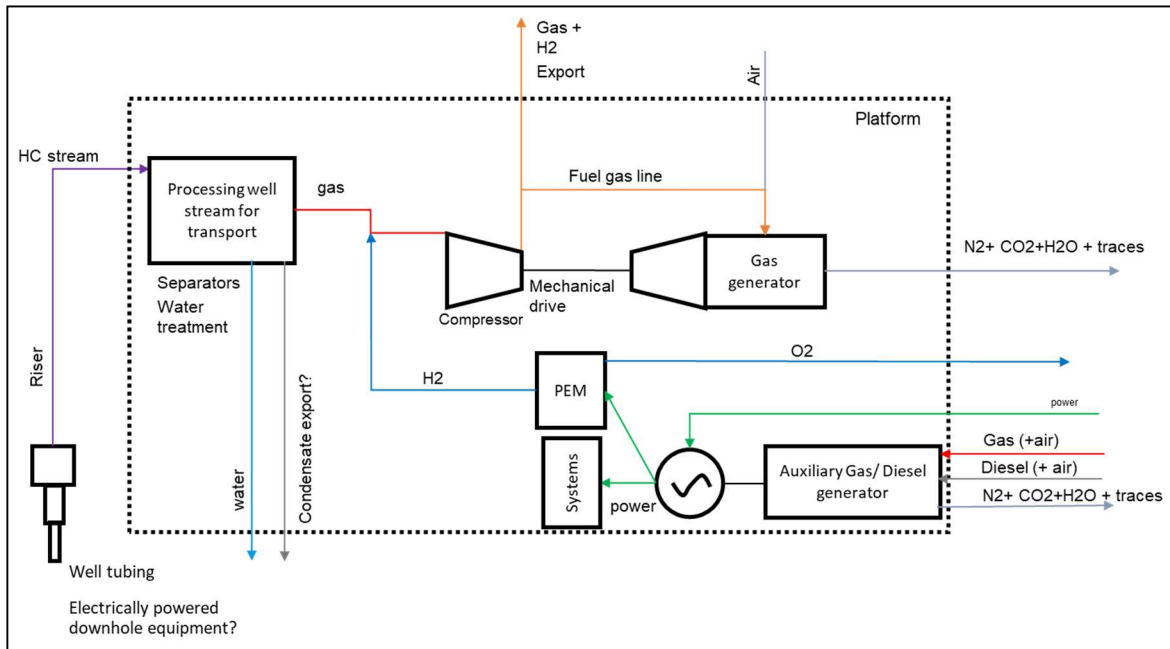 Gas +
H2
Export
Air
Platform
HC stream
Processing well
stream for
transport
gas
Fuel gas line
Gas
generator
N2+ CO2+H2O + traces
Separators
Water
treatment
Mechanical
drive
Compressor
Riser
H2
PEM
O2
water
Condensate export?
Systems
power
power
Auxiliary Gas/ Diesel
generator
Gas (+air)
Diesel (+ air)
N2+ CO2+H2O + traces
Well tubing
Electrically powered
downhole equipment?